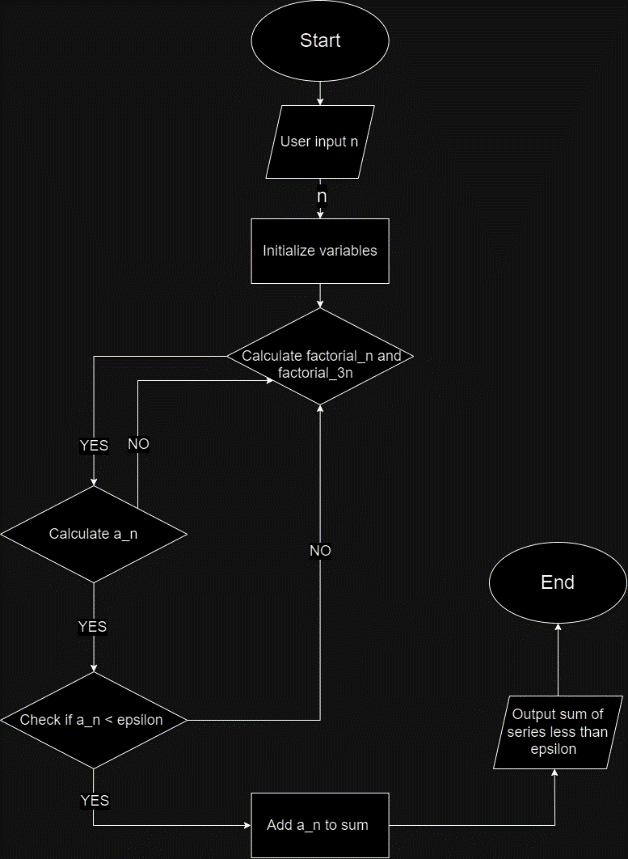 Start
User input n
n
Initialize variables
Calculate factorial_n and
factorial_3n
YES
NO
Calculate a_n
NO
YES
Check if a_n < epsilon
YES
Add a_n to sum
Output sum of
series less than
epsilon
End